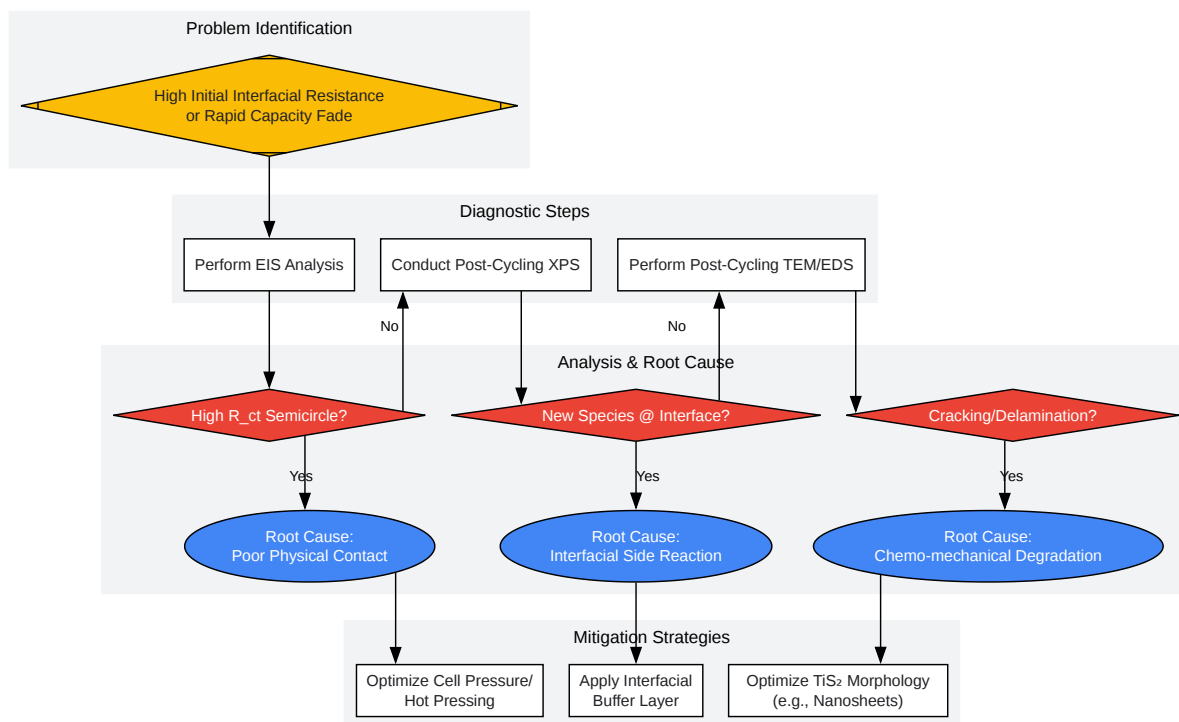 Problem Identification
High Initial Interfacial Resistance
or Rapid Capacity Fade
Diagnostic Steps
Perform EIS Analysis
Conduct Post-Cycling XPS
Perform Post-Cycling TEM/EDS
No
No
Analysis & Root Cause
High R_ct Semicircle?
New Species @ Interface?
Cracking/Delamination?
Yes
Yes
Yes
Root Cause:
Poor Physical Contact
Root Cause:
Interfacial Side Reaction
Root Cause:
Chemo-mechanical Degradation
Mitigation Strategies
Optimize Cell Pressure/
Hot Pressing
Apply Interfacial
Buffer Layer
Optimize TiS₂ Morphology
(e.g., Nanosheets)